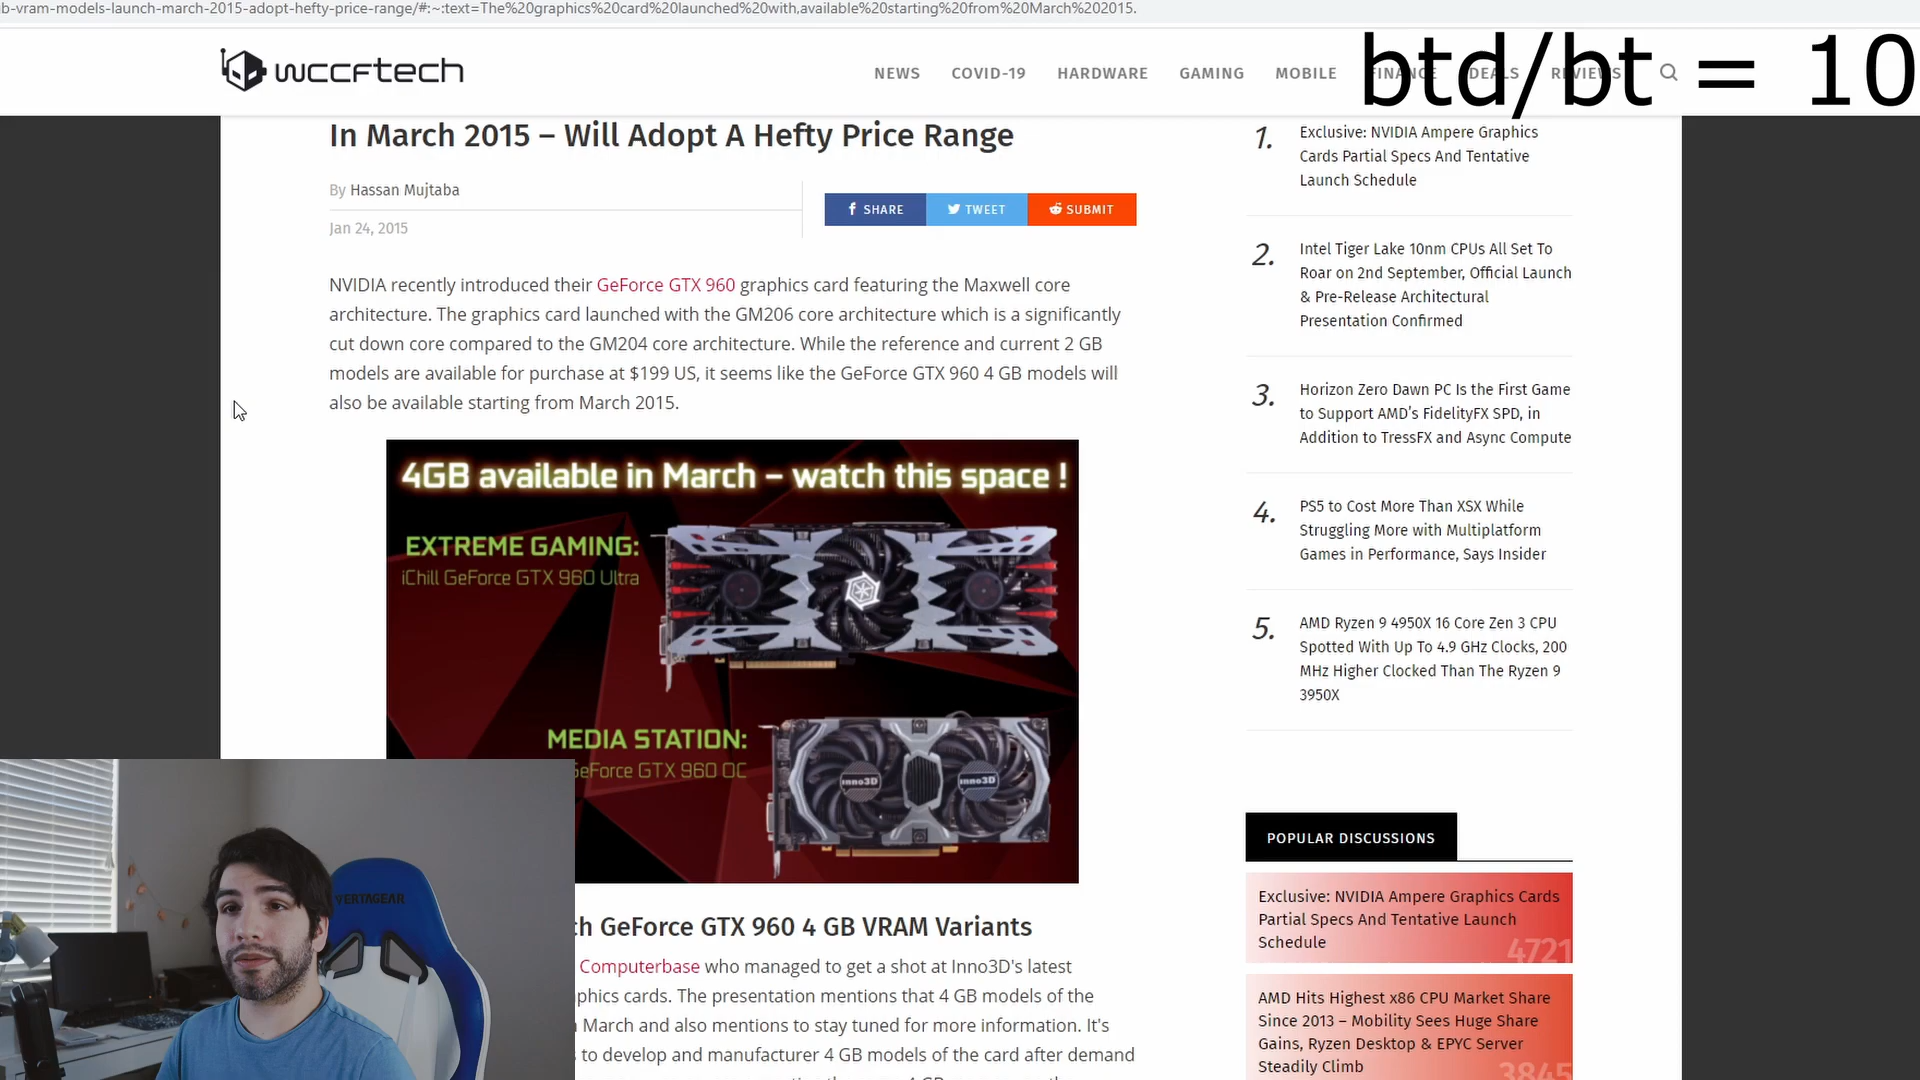 b-vram-models-launch-march-2015-adopt-hefty-price-range/#:~:text=The%20graphics%20card%20launched%20with,available%20starting%20from%20March%202015.
wccftech
NEWS COVID-19 HARDWARE GAMING MOBILE FINANCE DEALS REVIEWS
btd/bt = 10
In March 2015 – Will Adopt A Hefty Price Range
By Hassan Mujtaba
Jan 24, 2015
SHARE TWEET SUBMIT
NVIDIA recently introduced their GeForce GTX 960 graphics card featuring the Maxwell core
architecture. The graphics card launched with the GM206 core architecture which is a significantly
cut down core compared to the GM204 core architecture. While the reference and current 2 GB
models are available for purchase at $199 US, it seems like the GeForce GTX 960 4 GB models will
also be available starting from March 2015.
4GB available in March – watch this space !
EXTREME GAMING:
iChill GeForce GTX 960 Ultra
MEDIA STATION:
eForce GTX 960 OC
inno3D inno3D
VERTAGEAR
ch GeForce GTX 960 4 GB VRAM Variants
Computerbase who managed to get a shot at Inno3D's latest
phics cards. The presentation mentions that 4 GB models of the
March and also mentions to stay tuned for more information. It's
to develop and manufacturer 4 GB models of the card after demand
1. Exclusive: NVIDIA Ampere Graphics
Cards Partial Specs And Tentative
Launch Schedule
2. Intel Tiger Lake 10nm CPUs All Set To
Roar on 2nd September, Official Launch
& Pre-Release Architectural
Presentation Confirmed
3. Horizon Zero Dawn PC Is the First Game
to Support AMD's FidelityFX SPD, in
Addition to TressFX and Async Compute
4. PS5 to Cost More Than XSX While
Struggling More with Multiplatform
Games in Performance, Says Insider
5. AMD Ryzen 9 4950X 16 Core Zen 3 CPU
Spotted With Up To 4.9 GHz Clocks, 200
MHz Higher Clocked Than The Ryzen 9
3950X
POPULAR DISCUSSIONS
Exclusive: NVIDIA Ampere Graphics Cards
Partial Specs And Tentative Launch
Schedule
4721
AMD Hits Highest x86 CPU Market Share
Since 2013 – Mobility Sees Huge Share
Gains, Ryzen Desktop & EPYC Server
Steadily Climb
3845